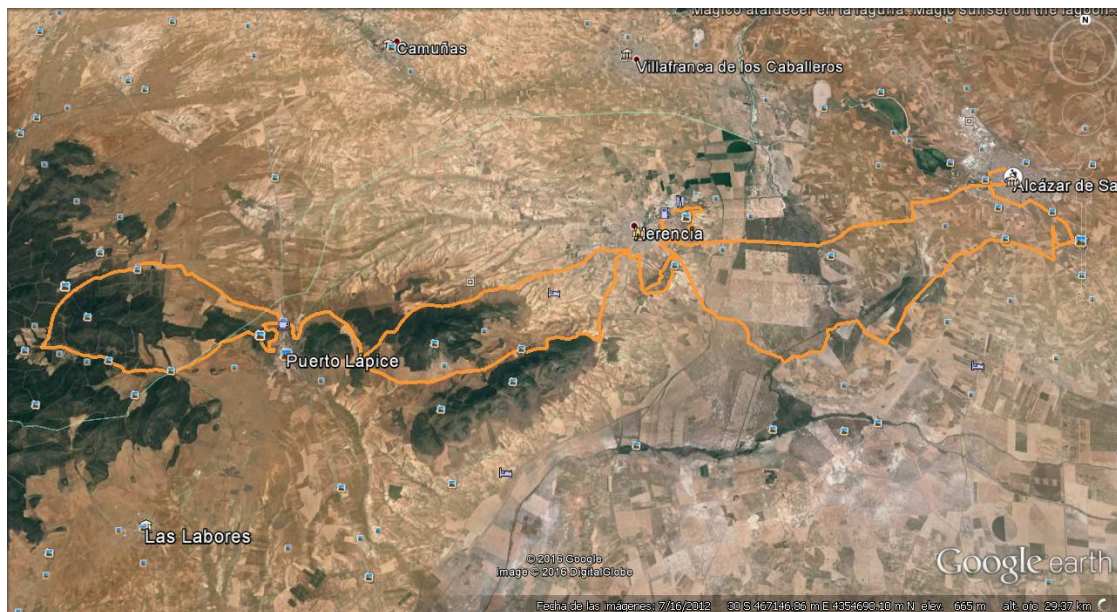 Mágico atardecer en la laguna. Magic sunset on the lagoon
N
Camuñas
Villafranca de los Caballeros
Alcázar de Sa
Herencia
Puerto Lápice
Las Labores
© 2016 Google
Image © 2016 DigitalGlobe
Google earth
Fecha de las imágenes: 7/16/2012 30 S 467146.86 m E 4354698.10 m N elev. 665 m alt. ojo 29.37 km